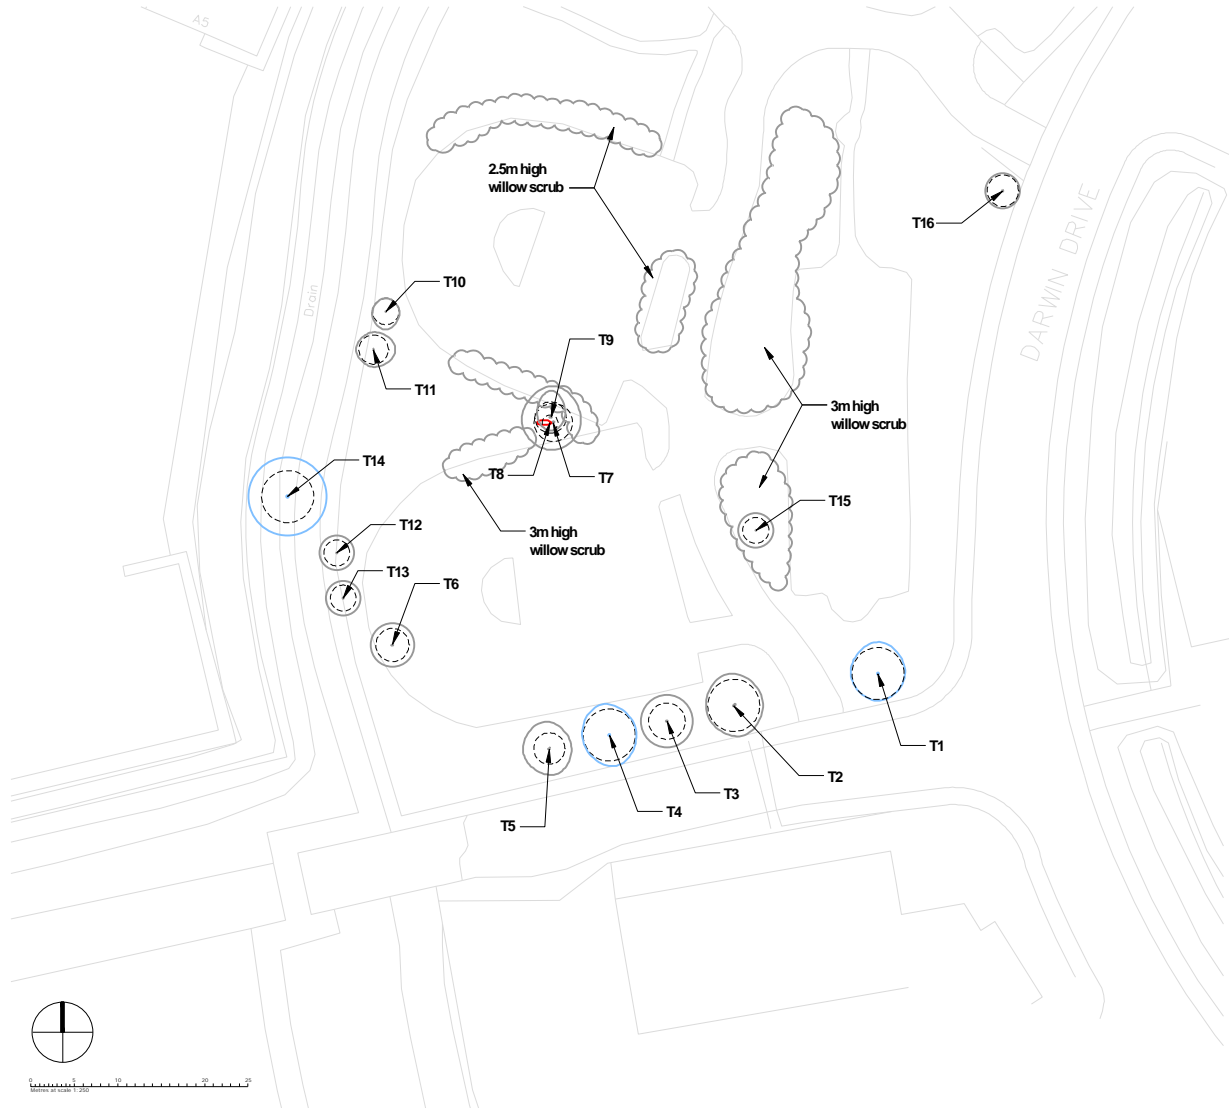 A5
2.5m high
willow scrub
T16
DARWIN DRIVE
T10
Drain
T9
T11
3m high
willow scrub
T14
T8
T7
T15
T12
3m high
willow scrub
T13
T6
T1
T2
T3
T4
T5
0 5 10 20 25
Metres at scale 1:250